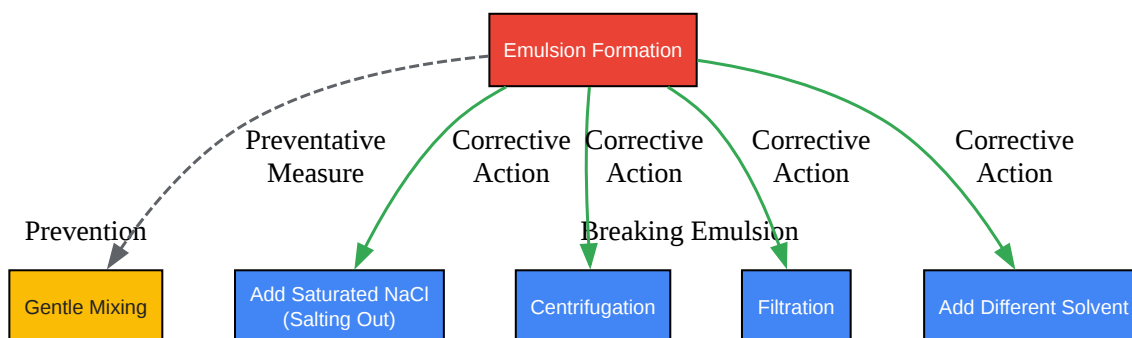 Emulsion Formation
Preventative
Measure
Corrective
Action
Corrective
Action
Corrective
Action
Corrective
Action
Prevention
Breaking Emulsion
Gentle Mixing
Add Saturated NaCl
(Salting Out)
Centrifugation
Filtration
Add Different Solvent